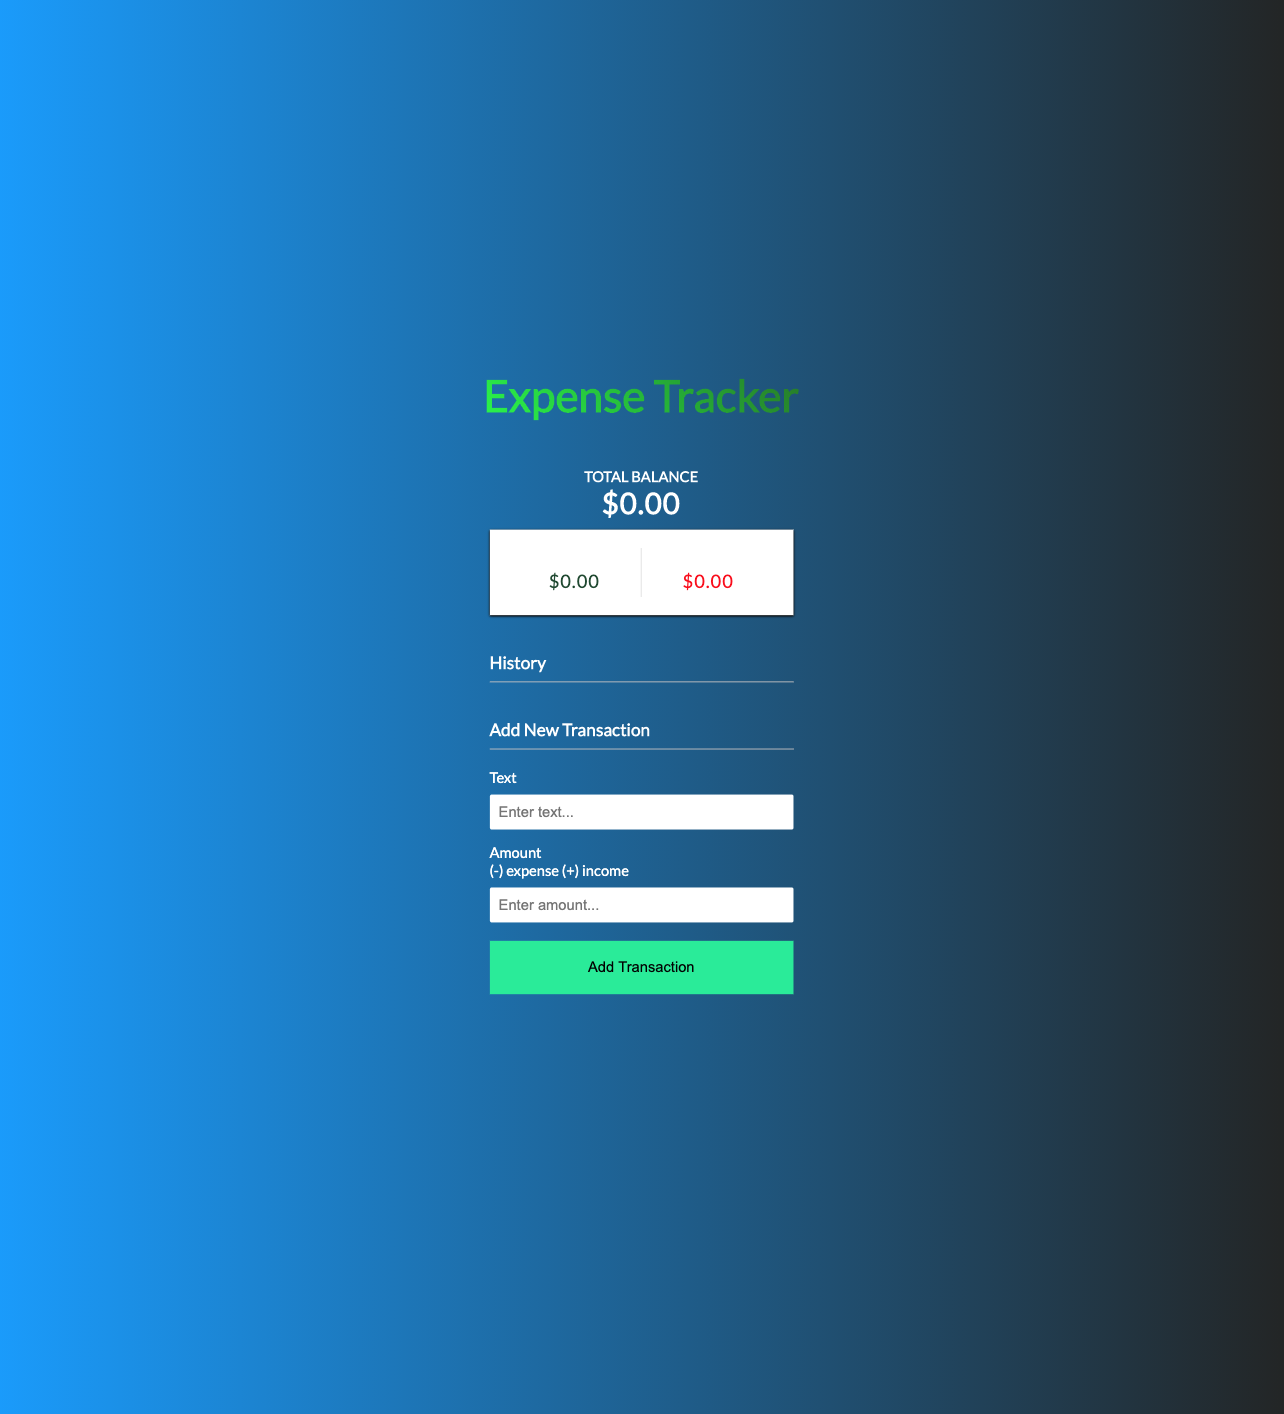 Expense Tracker
TOTAL BALANCE
$0.00
$0.00 $0.00
History
Add New Transaction
Text
Enter text...
Amount
(-) expense (+) income
Enter amount...
Add Transaction